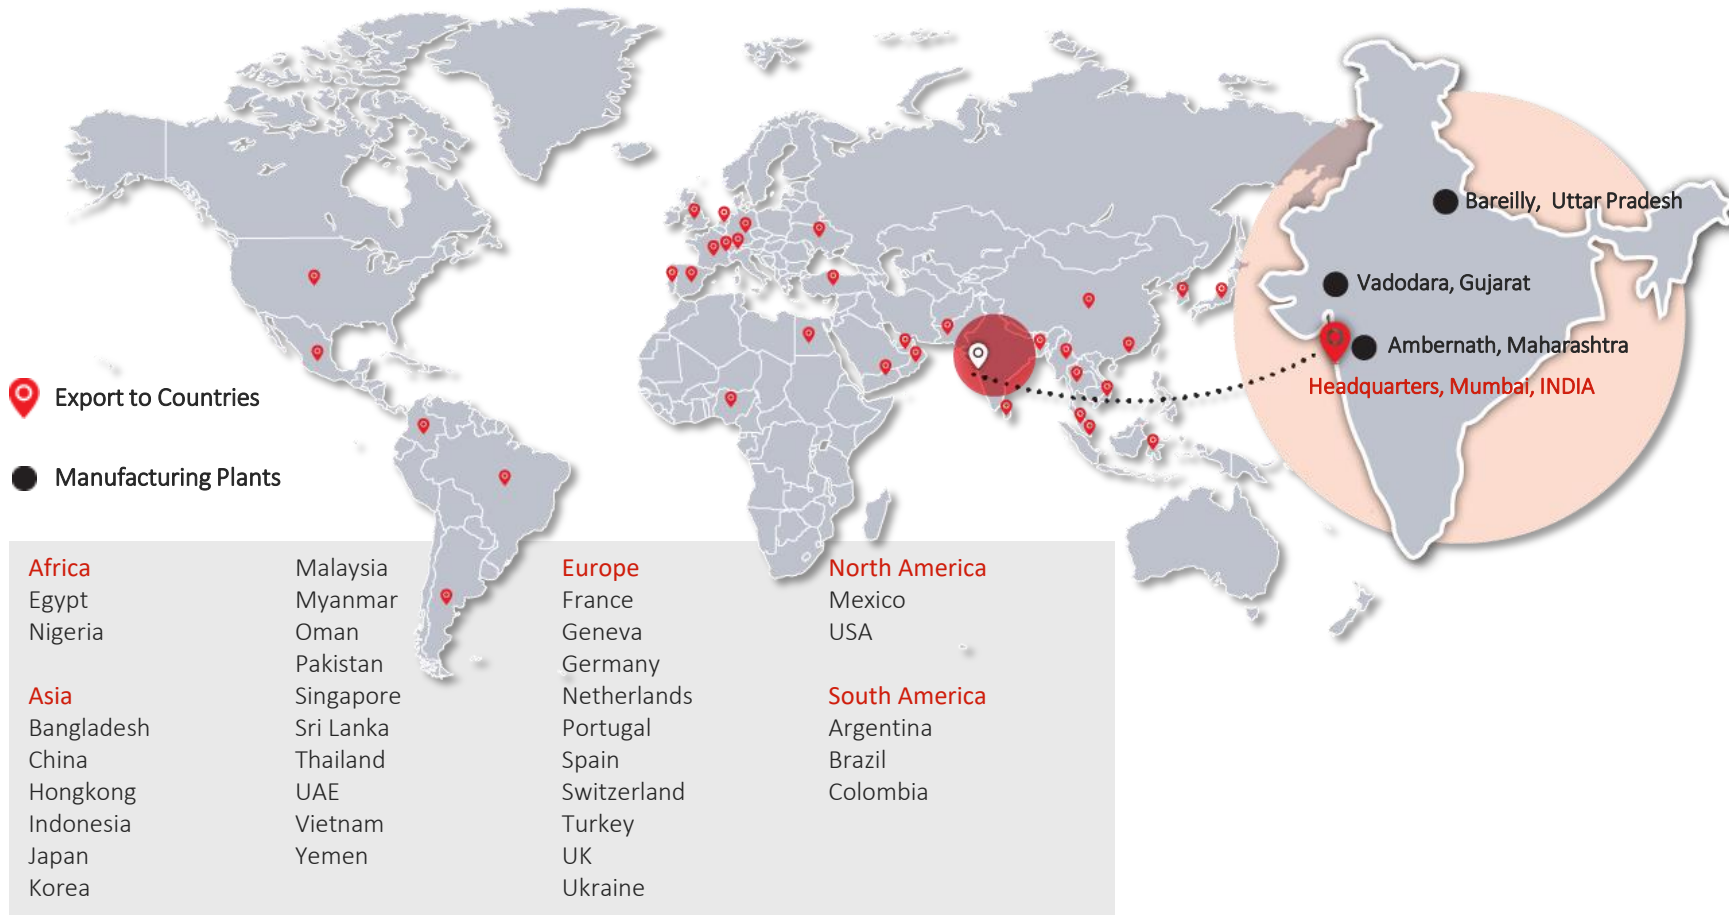 Bareilly, Uttar Pradesh
Vadodara, Gujarat
Ambernath, Maharashtra
Headquarters, Mumbai, INDIA
Export to Countries
Manufacturing Plants
Africa
Egypt
Nigeria
Asia
Bangladesh
China
Hongkong
Indonesia
Japan
Korea
Malaysia
Myanmar
Oman
Pakistan
Singapore
Sri Lanka
Thailand
UAE
Vietnam
Yemen
Europe
France
Geneva
Germany
Netherlands
Portugal
Spain
Switzerland
Turkey
UK
Ukraine
North America
Mexico
USA
South America
Argentina
Brazil
Colombia